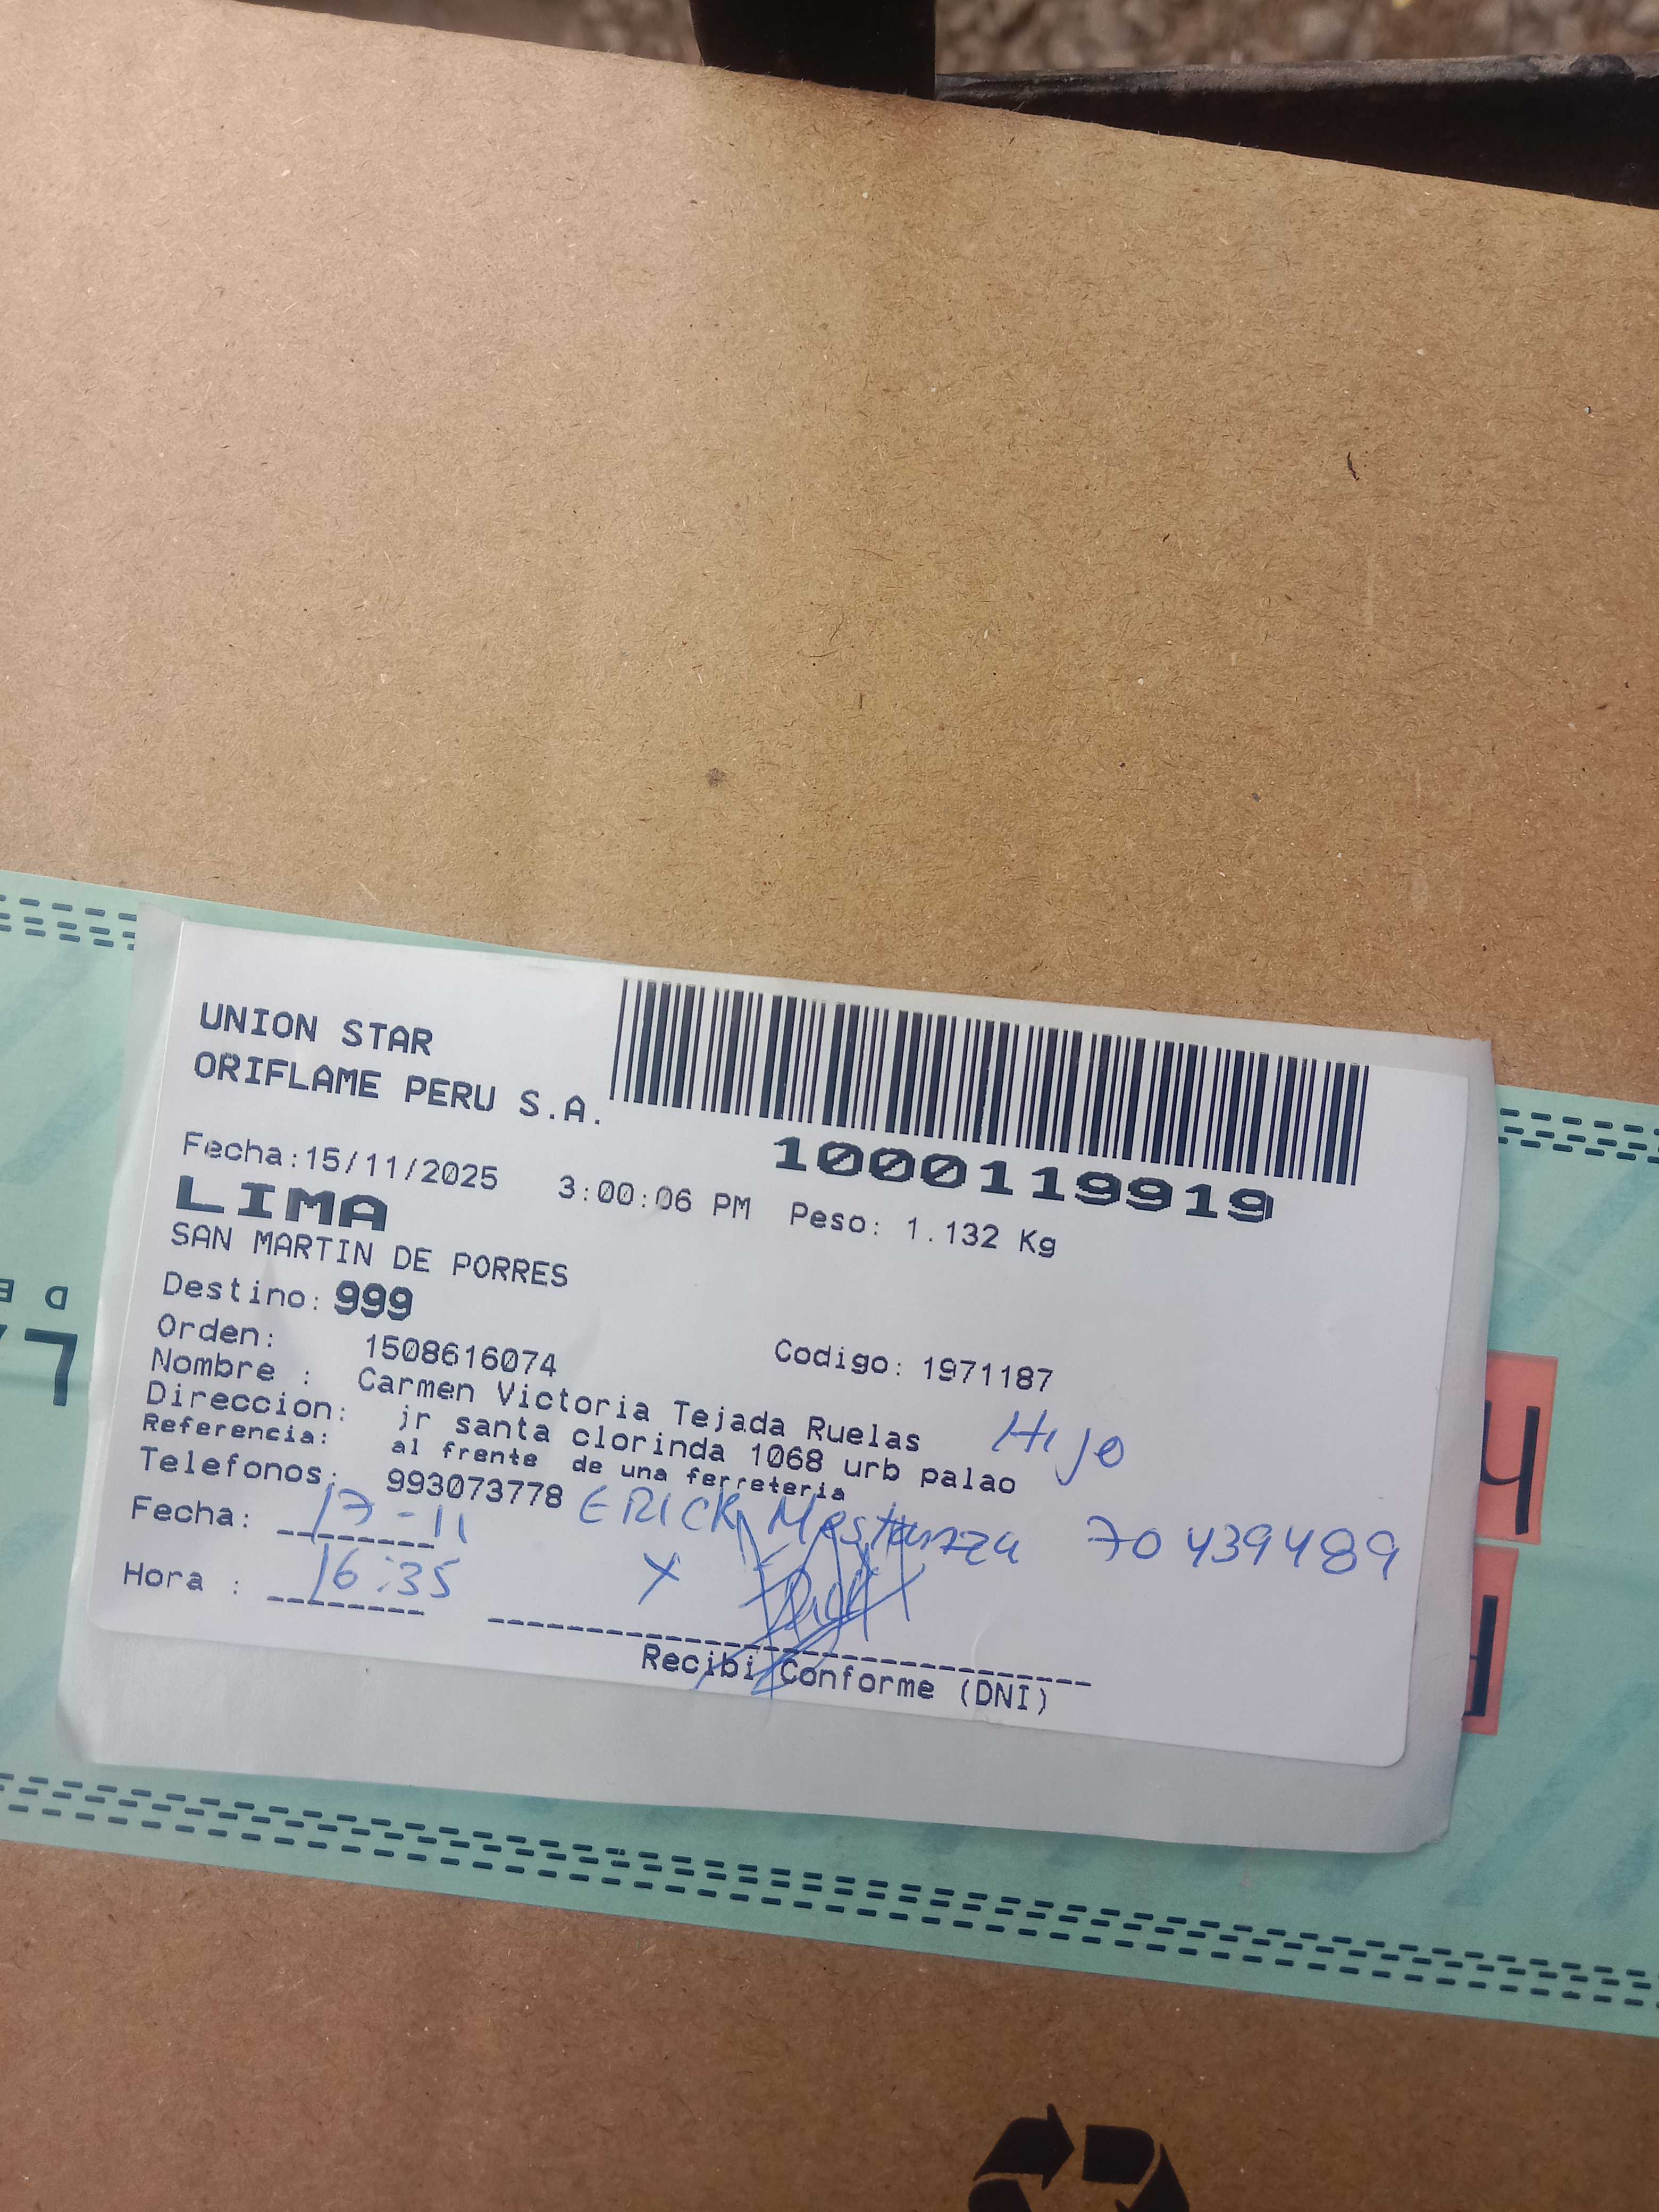 UNION STAR
ORIFLAME PERU S.A.
1000119919
Fecha:15/11/2025 3:00:06 PM Peso: 1.132 Kg
LIMA
SAN MARTIN DE PORRES
Destino: 999
Orden: 1508616074 Codigo: 1971187
Nombre : Carmen Victoria Tejada Ruelas
Direccion: jr santa clorinda 1068 urb palao Hijo
Referencia: al frente de una ferreteria
Telefonos: 993073778
Fecha: 17-11 ERICK Mestanza 70439489
Hora : 16:35 X
Recibi Conforme (DNI)